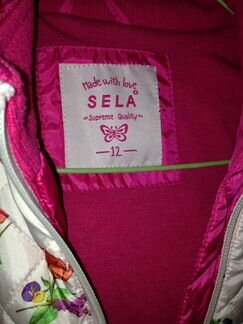 Made with love
SELA
~Supreme Quality~
—12—